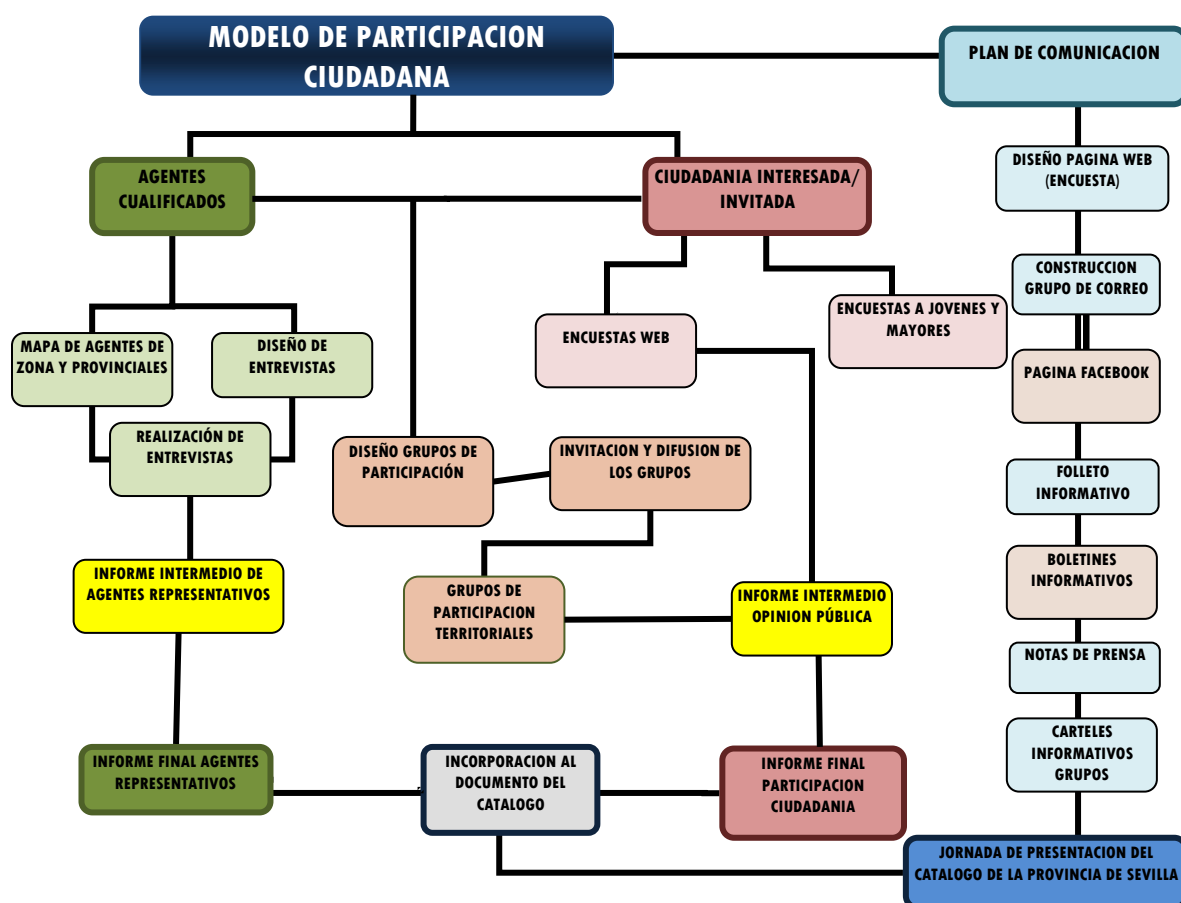 MODELO DE PARTICIPACION
CIUDADANA
PLAN DE COMUNICACION
AGENTES
CUALIFICADOS
CIUDADANIA INTERESADA/
INVITADA
DISEÑO PAGINA WEB
(ENCUESTA)
CONSTRUCCION
GRUPO DE CORREO
MAPA DE AGENTES DE
ZONA Y PROVINCIALES
DISEÑO DE
ENTREVISTAS
ENCUESTAS WEB
ENCUESTAS A JOVENES Y
MAYORES
PAGINA FACEBOOK
REALIZACIÓN DE
ENTREVISTAS
DISEÑO GRUPOS DE
PARTICIPACIÓN
INVITACION Y DIFUSION DE
LOS GRUPOS
FOLLETO
INFORMATIVO
INFORME INTERMEDIO DE
AGENTES REPRESENTATIVOS
GRUPOS DE
PARTICIPACION
TERRITORIALES
INFORME INTERMEDIO
OPINION PÚBLICA
BOLETINES
INFORMATIVOS
NOTAS DE PRENSA
INFORME FINAL AGENTES
REPRESENTATIVOS
INCORPORACION AL
DOCUMENTO DEL
CATALOGO
INFORME FINAL
PARTICIPACION
CIUDADANIA
CARTELES
INFORMATIVOS
GRUPOS
JORNADA DE PRESENTACION DEL
CATALOGO DE LA PROVINCIA DE SEVILLA